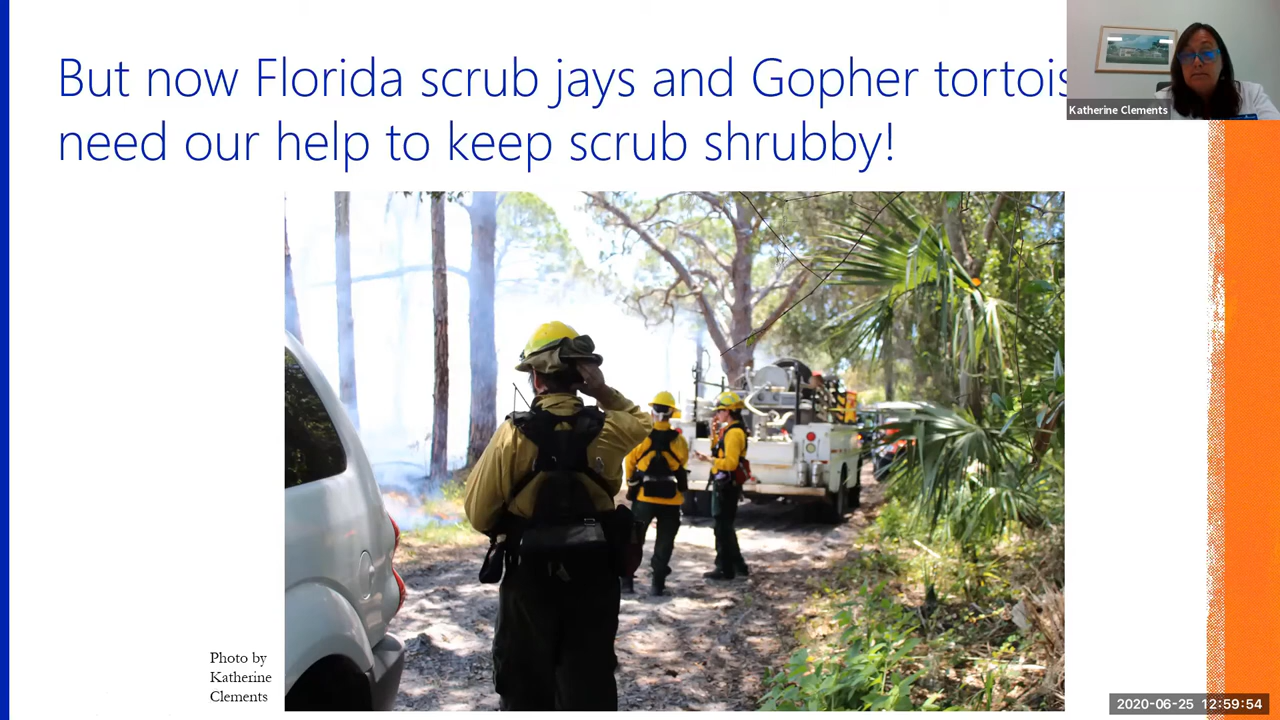 But now Florida scrub jays and Gopher
need our help to keep scrub shrubby!
Katherine Clements
Photo by
Katherine
Clements
2020-06-25 12:59:54